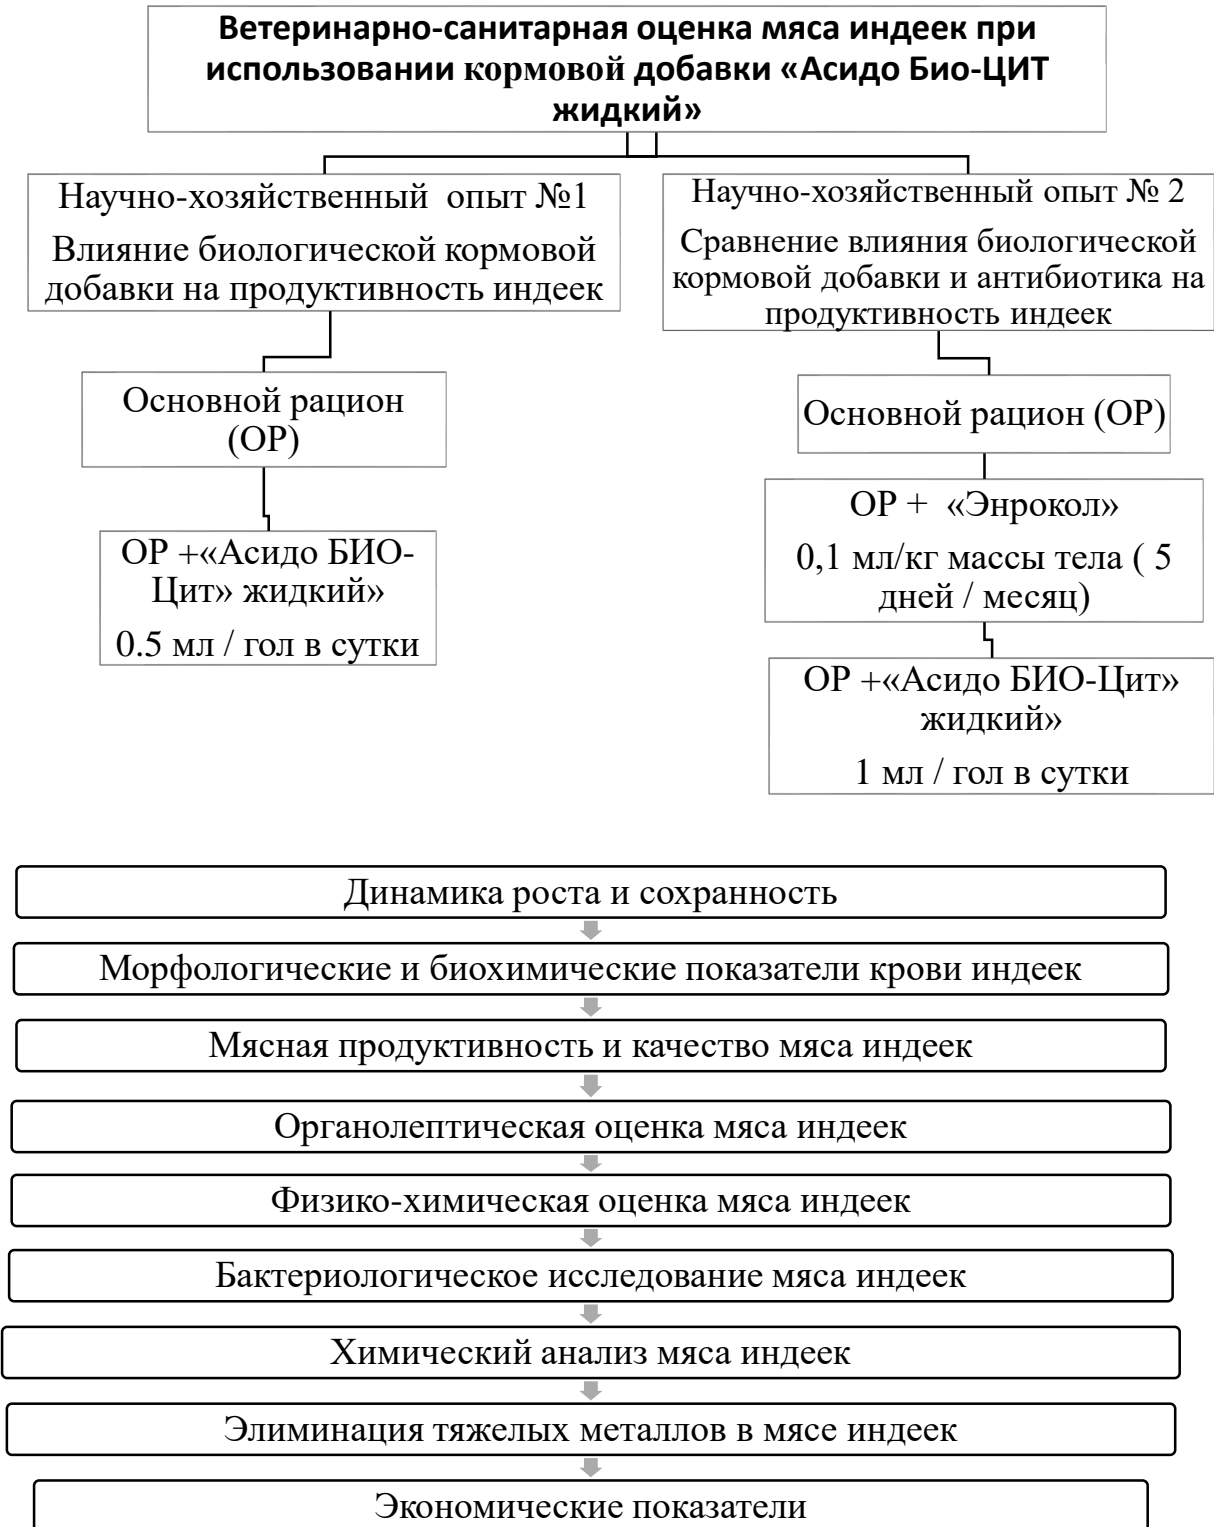 Ветеринарно-санитарная оценка мяса индеек при
использовании кормовой добавки «Асидо Био-ЦИТ
жидкий»
Научно-хозяйственный опыт №1
Влияние биологической кормовой
добавки на продуктивность индеек
Основной рацион
(ОР)
ОР +«Асидо БИО-
Цит» жидкий»
0.5 мл / гол в сутки
Научно-хозяйственный опыт № 2
Сравнение влияния биологической
кормовой добавки и антибиотика на
продуктивность индеек
Основной рацион (ОР)
ОР + «Энрокол»
0,1 мл/кг массы тела ( 5
дней / месяц)
ОР +«Асидо БИО-Цит»
жидкий»
1 мл / гол в сутки
Динамика роста и сохранность
Морфологические и биохимические показатели крови индеек
Мясная продуктивность и качество мяса индеек
Органолептическая оценка мяса индеек
Физико-химическая оценка мяса индеек
Бактериологическое исследование мяса индеек
Химический анализ мяса индеек
Элиминация тяжелых металлов в мясе индеек
Экономические показатели